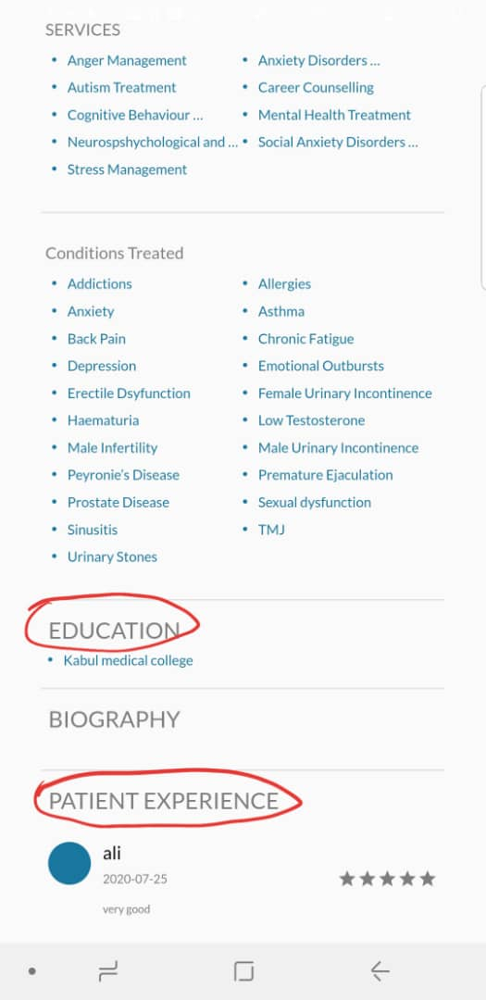 SERVICES
• Anger Management
• Anxiety Disorders ...
• Autism Treatment
• Career Counselling
• Cognitive Behaviour ...
• Mental Health Treatment
• Neurospshychological and ...
• Social Anxiety Disorders ...
• Stress Management
Conditions Treated
• Addictions
• Allergies
• Anxiety
• Asthma
• Back Pain
• Chronic Fatigue
• Depression
• Emotional Outbursts
• Erectile Dsyfunction
• Female Urinary Incontinence
• Haematuria
• Low Testosterone
• Male Infertility
• Male Urinary Incontinence
• Peyronie's Disease
• Premature Ejaculation
• Prostate Disease
• Sexual dysfunction
• Sinusitis
• TMJ
• Urinary Stones
EDUCATION
• Kabul medical college
BIOGRAPHY
PATIENT EXPERIENCE
ali
2020-07-25
very good